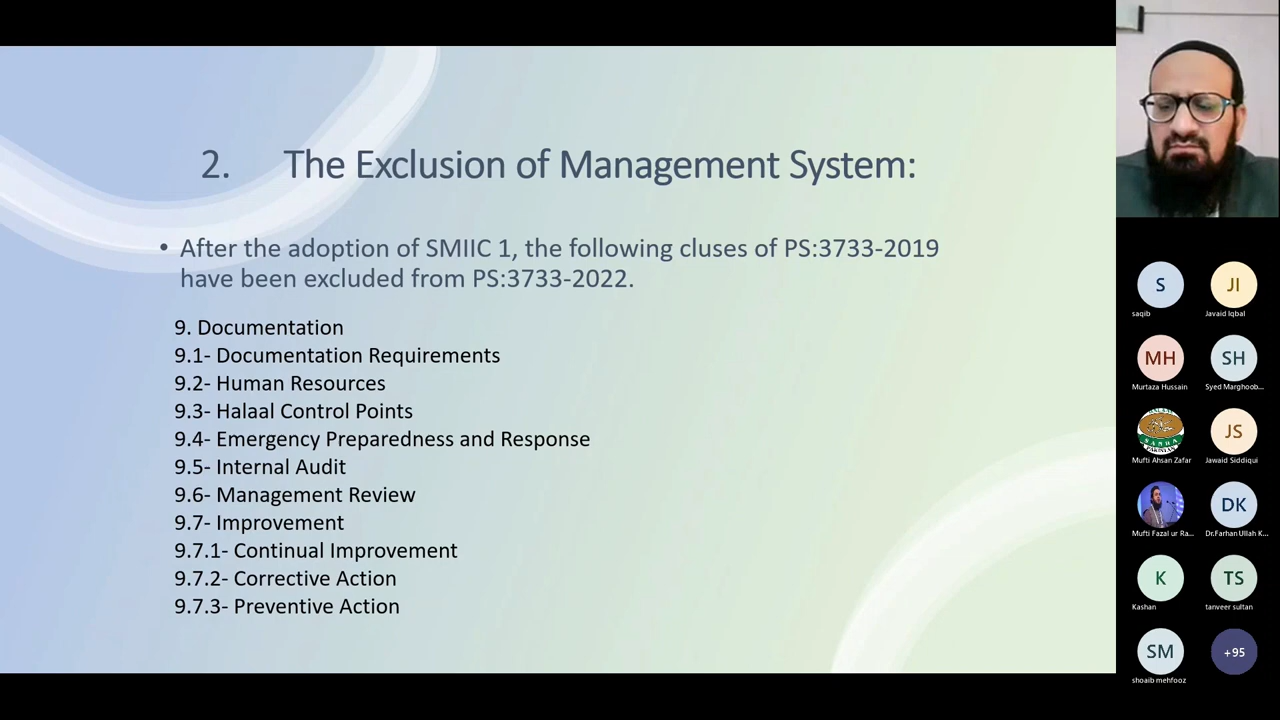 2. The Exclusion of Management System:
• After the adoption of SMIIC 1, the following cluses of PS:3733-2019
have been excluded from PS:3733-2022.
9. Documentation
9.1- Documentation Requirements
9.2- Human Resources
9.3- Halaal Control Points
9.4- Emergency Preparedness and Response
9.5- Internal Audit
9.6- Management Review
9.7- Improvement
9.7.1- Continual Improvement
9.7.2- Corrective Action
9.7.3- Preventive Action
S JI
saqib Javaid Iqbal
MH SH
Murtaza Hussain Syed Marghoob...
JS
Mufti Ahsan Zafar Jawaid Siddiqui
DK
Mufti Fazal ur Ra... Dr.Farhan Ullah K...
K TS
Kashan tanveer sultan
SM +95
shoaib mehfooz